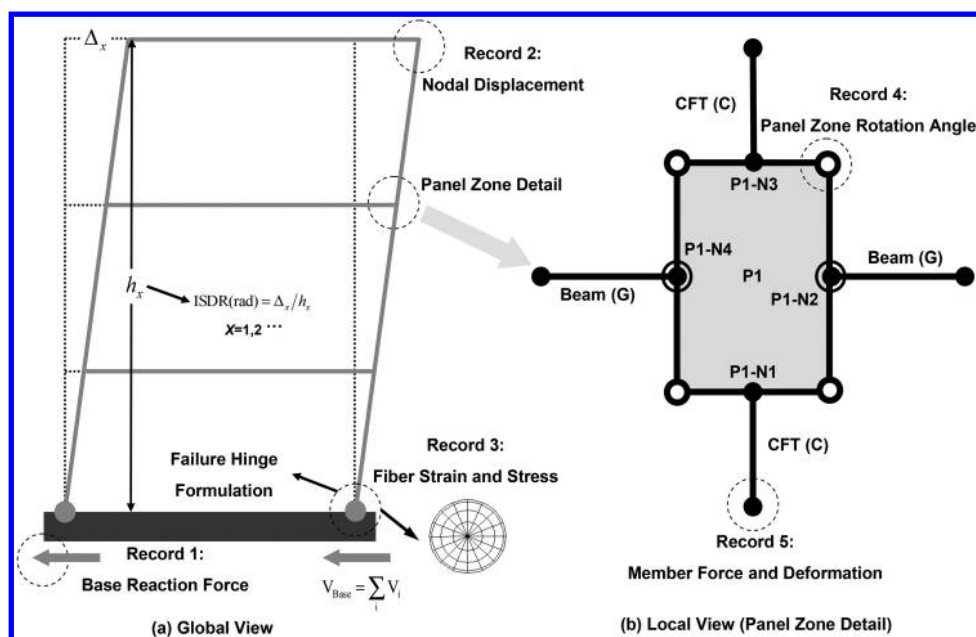 Δx
Record 2:
Nodal Displacement
Panel Zone Detail
hx
ISDR(rad) = Δx/hx
X=1,2 ···
Failure Hinge
Formulation
Record 3:
Fiber Strain and Stress
Record 1:
Base Reaction Force
VBase = ∑i Vi
(a) Global View
CFT (C)
Record 4:
Panel Zone Rotation Angle
P1-N3
P1-N4
P1
Beam (G)
Beam (G)
P1-N2
P1-N1
CFT (C)
Record 5:
Member Force and Deformation
(b) Local View (Panel Zone Detail)